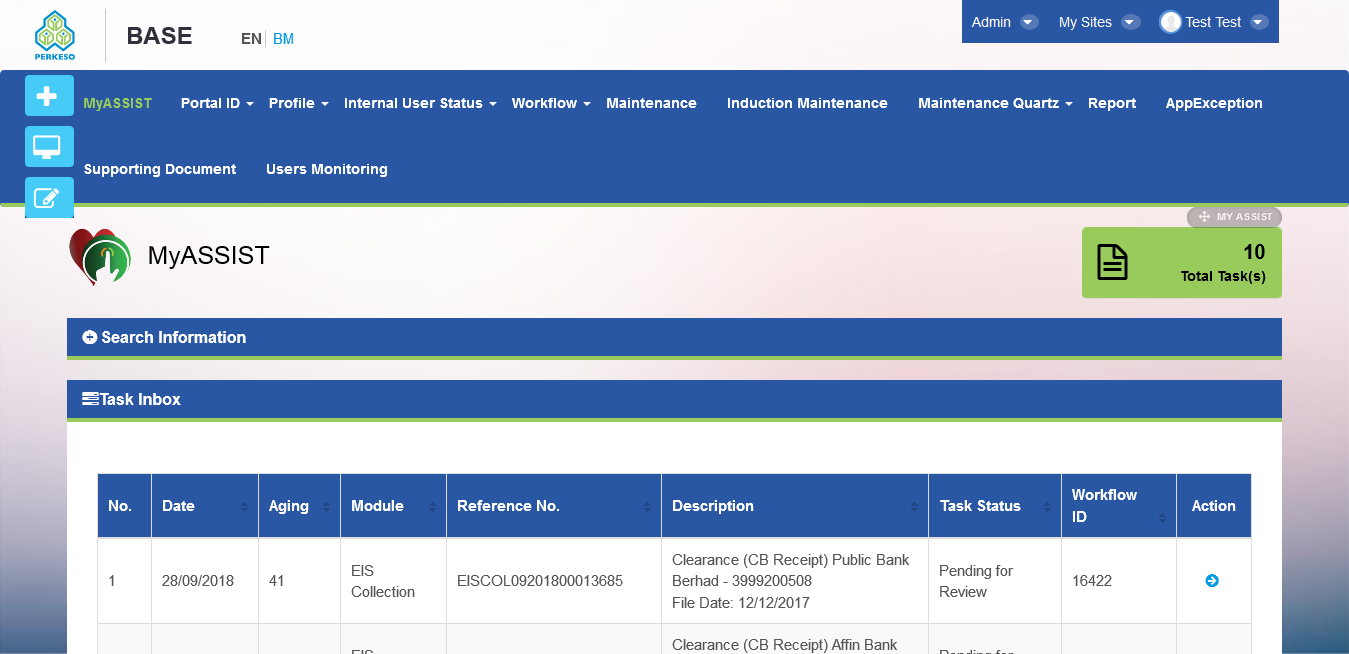 PERKESO
BASE
EN BM
Admin My Sites Test Test
MyASSIST Portal ID Profile Internal User Status Workflow Maintenance Induction Maintenance Maintenance Quartz Report AppException
Supporting Document Users Monitoring
MY ASSIST
MyASSIST
10
Total Task(s)
Search Information
Task Inbox
No. Date Aging Module Reference No. Description Task Status Workflow ID Action
1 28/09/2018 41 EIS Collection EISCOL09201800013685 Clearance (CB Receipt) Public Bank
Berhad - 3999200508
File Date: 12/12/2017
Pending for Review 16422
EIS Clearance (CB Receipt) Affin Bank Pending for